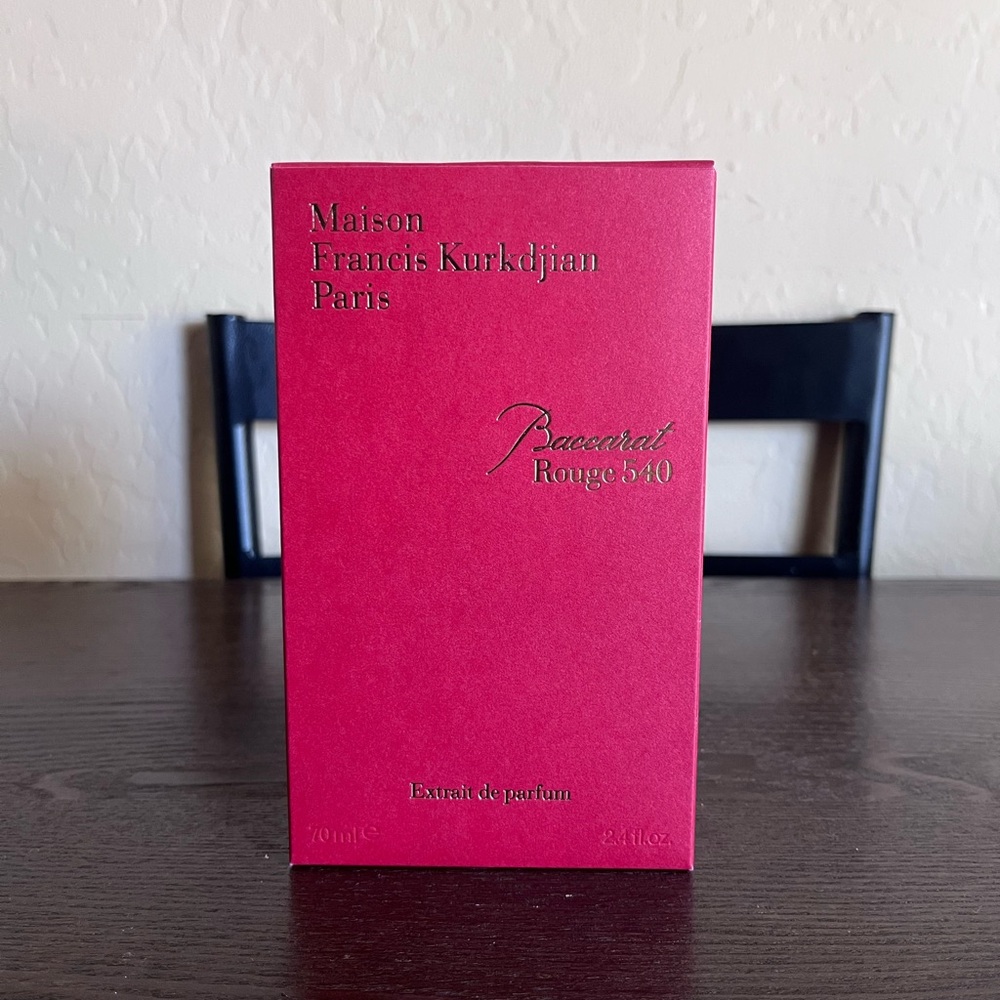 Maison
Francis Kurkdjian
Paris
Baccarat
Rouge 540
Extrait de parfum
70 ml ℮
2.4 fl.oz.